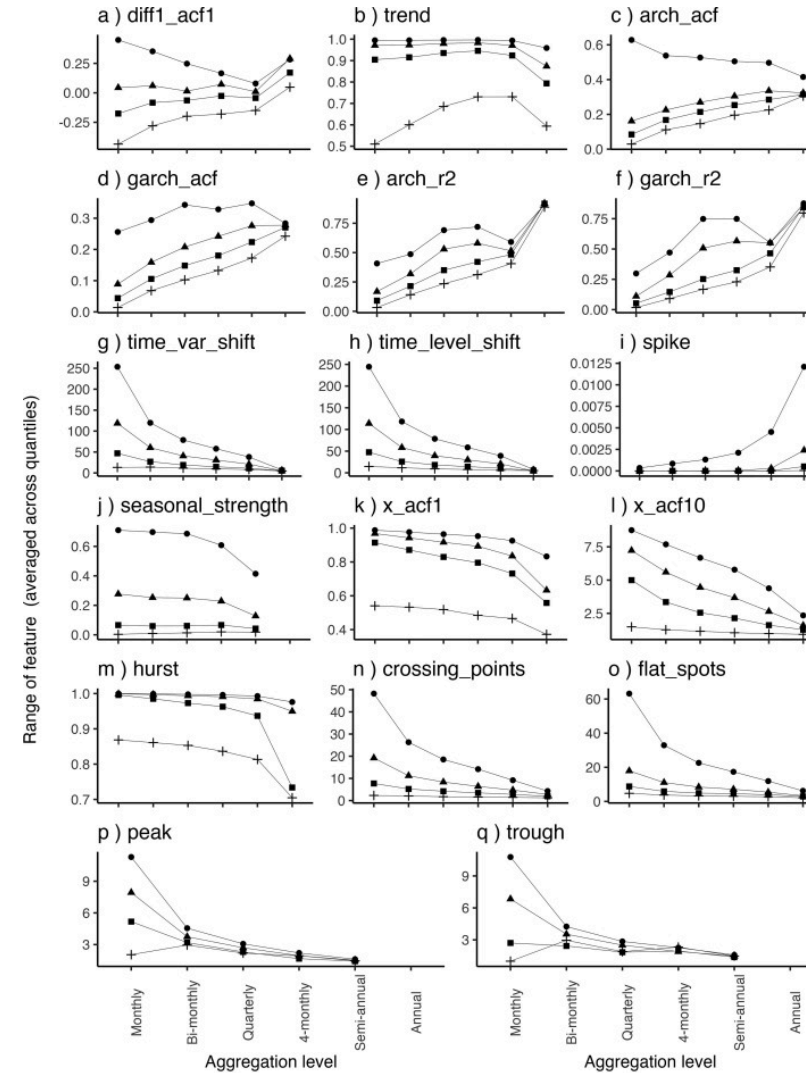 a ) diff1_acf1
b ) trend
c ) arch_acf
0.25
0.00
-0.25
1.0
0.9
0.8
0.7
0.6
0.5
0.6
0.4
0.2
0.0
d ) garch_acf
e ) arch_r2
f ) garch_r2
0.3
0.2
0.1
0.0
0.75
0.50
0.25
0.00
0.75
0.50
0.25
0.00
g ) time_var_shift
h ) time_level_shift
i ) spike
250
200
150
100
50
0
250
200
150
100
50
0
0.0125
0.0100
0.0075
0.0050
0.0025
0.0000
Range of feature (averaged across quantiles)
j ) seasonal_strength
k ) x_acf1
l ) x_acf10
0.6
0.4
0.2
0.0
1.0
0.8
0.6
0.4
7.5
5.0
2.5
m ) hurst
n ) crossing_points
o ) flat_spots
1.0
0.9
0.8
0.7
50
40
30
20
10
0
60
40
20
0
p ) peak
q ) trough
9
6
3
9
6
3
Monthly
Bi-monthly
Quarterly
4-monthly
Semi-annual
Annual
Monthly
Bi-monthly
Quarterly
4-monthly
Semi-annual
Annual
Aggregation level
Aggregation level